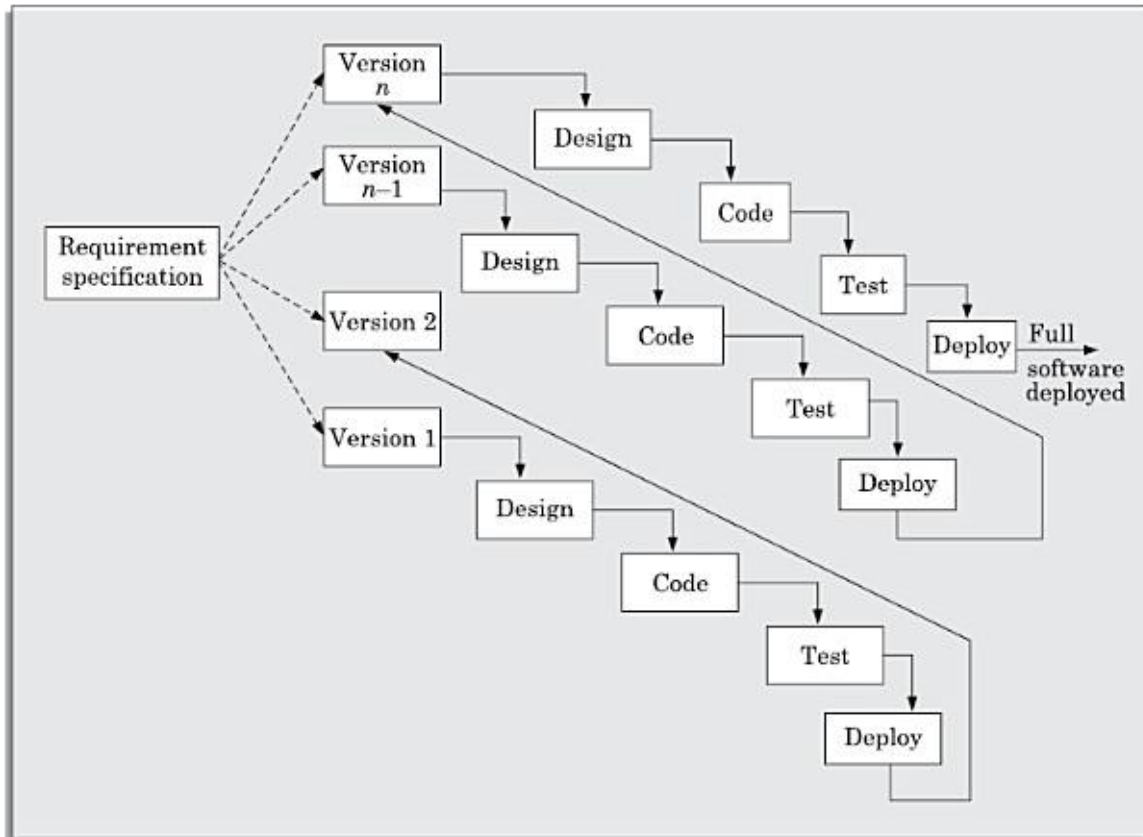 Version
n
Design
Code
Test
Deploy
Full
software
deployed
Version
n–1
Design
Code
Test
Deploy
Requirement
specification
Version 2
Version 1
Design
Code
Test
Deploy